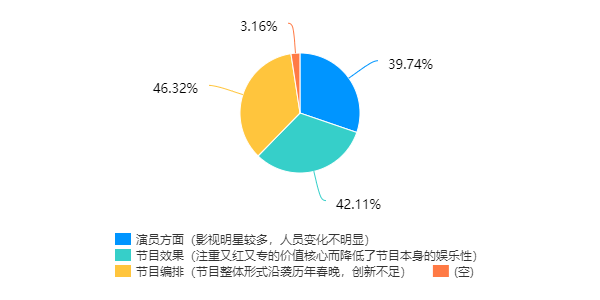 3.16%
39.74%
46.32%
42.11%
演员方面（影视明星较多，人员变化不明显）
节目效果（注重又红又专的价值核心而降低了节目本身的娱乐性）
节目编排（节目整体形式沿袭历年春晚，创新不足） (空)